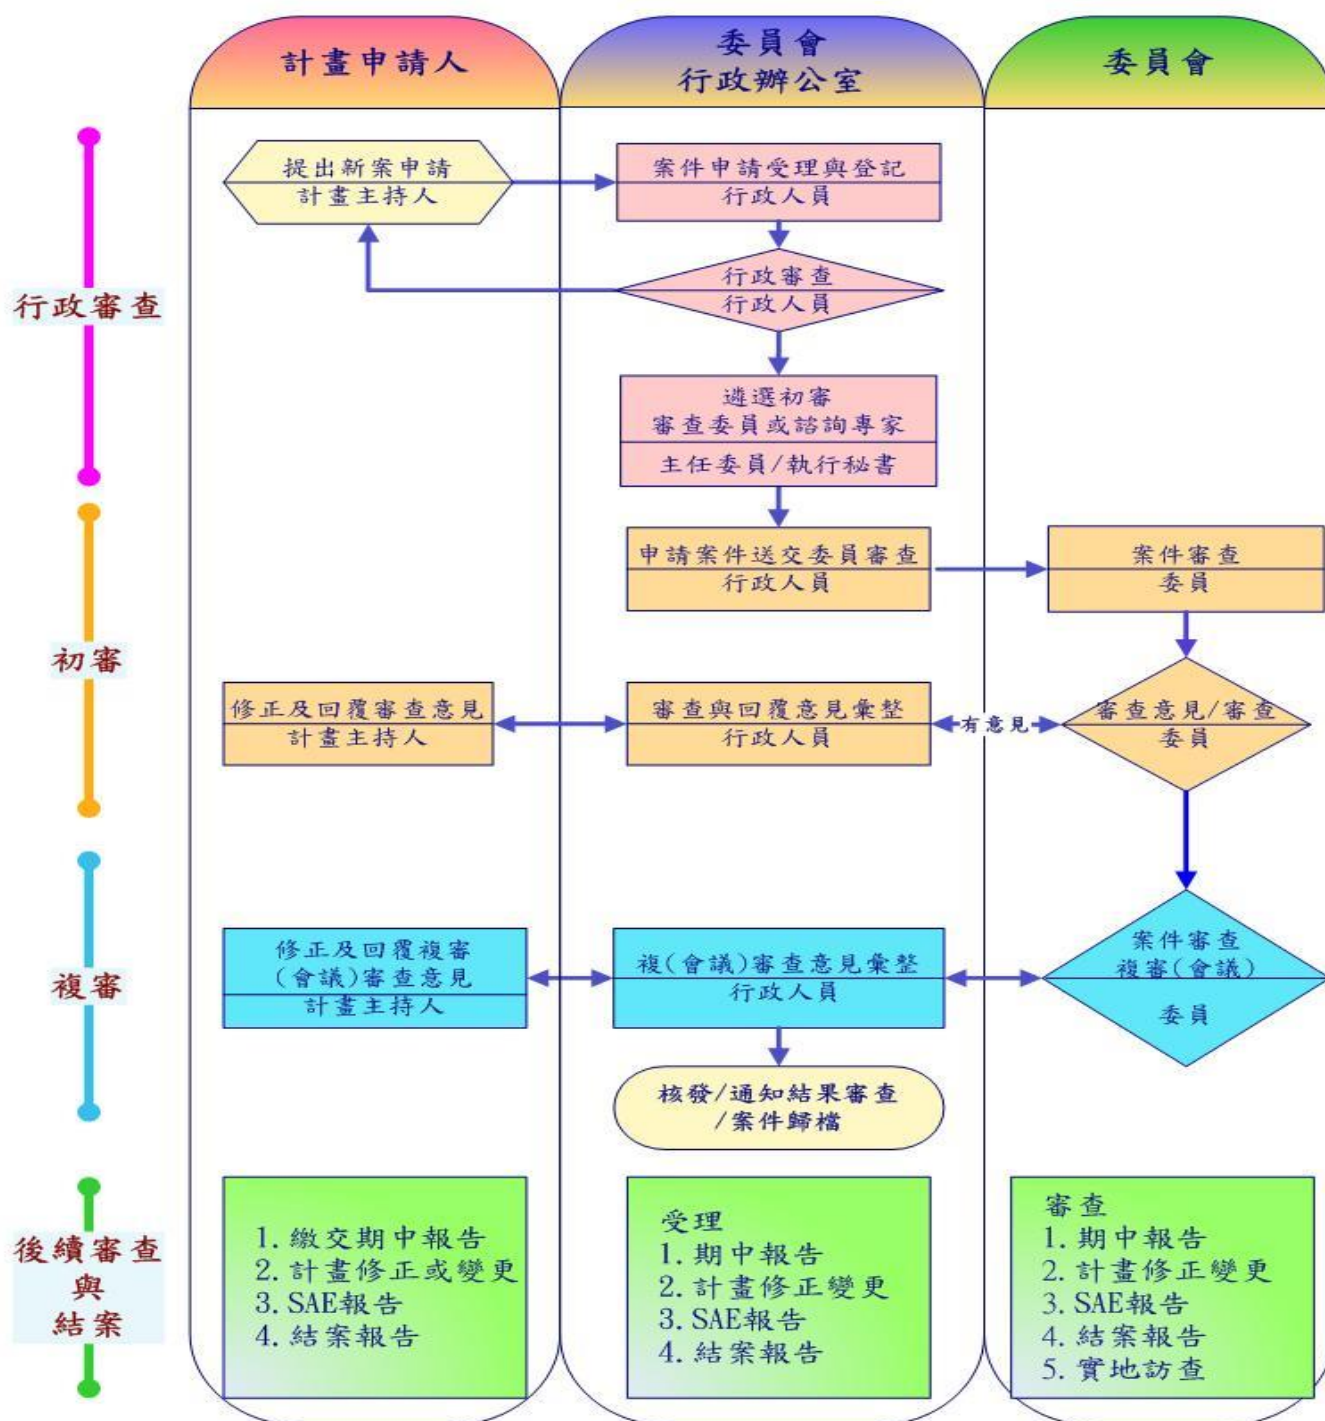 計畫申請人
委員會
行政辦公室
委員會
行政審查
提出新案申請
計畫主持人
案件申請受理與登記
行政人員
行政審查
行政人員
遴選初審
審查委員或諮詢專家
主任委員/執行秘書
初審
申請案件送交委員審查
行政人員
案件審查
委員
修正及回覆審查意見
計畫主持人
審查與回覆意見彙整
行政人員
有意見
審查意見/審查
委員
複審
修正及回覆複審
(會議)審查意見
計畫主持人
複(會議)審查意見彙整
行政人員
案件審查
複審(會議)
委員
核發/通知結果審查
/案件歸檔
後續審查
與
結案
1. 繳交期中報告
2. 計畫修正或變更
3. SAE報告
4. 結案報告
受理
1. 期中報告
2. 計畫修正變更
3. SAE報告
4. 結案報告
審查
1. 期中報告
2. 計畫修正變更
3. SAE報告
4. 結案報告
5. 實地訪查